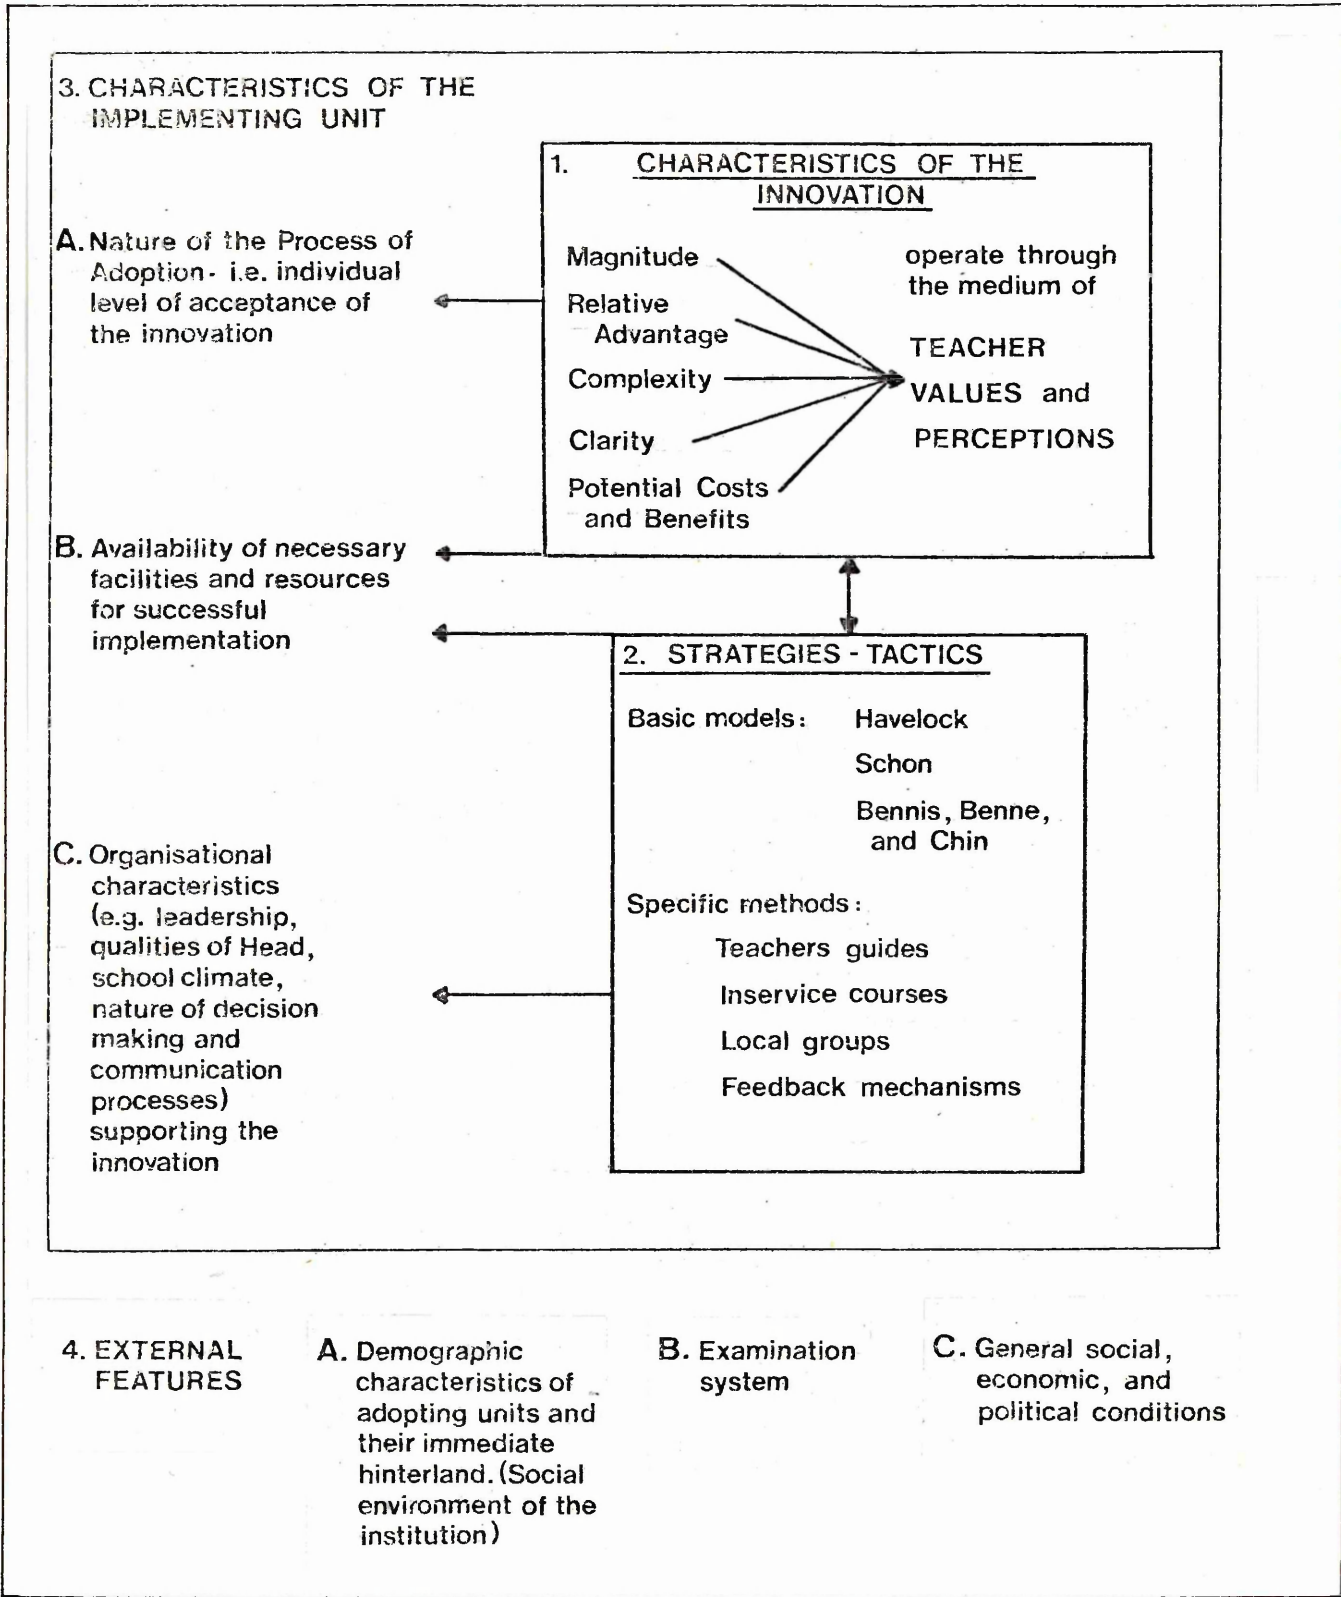 3. CHARACTERISTICS OF THE
IMPLEMENTING UNIT
A. Nature of the Process of
Adoption - i.e. individual
level of acceptance of
the innovation
B. Availability of necessary
facilities and resources
for successful
implementation
C. Organisational
characteristics
(e.g. leadership,
qualities of Head,
school climate,
nature of decision
making and
communication
processes)
supporting the
innovation
1. CHARACTERISTICS OF THE
INNOVATION
Magnitude
Relative
Advantage
Complexity
Clarity
Potential Costs
and Benefits
operate through
the medium of
TEACHER
VALUES and
PERCEPTIONS
2. STRATEGIES - TACTICS
Basic models: Havelock
Schon
Bennis, Benne,
and Chin
Specific methods:
Teachers guides
Inservice courses
Local groups
Feedback mechanisms
4. EXTERNAL
FEATURES
A. Demographic
characteristics of
adopting units and
their immediate
hinterland. (Social
environment of the
institution)
B. Examination
system
C. General social,
economic, and
political conditions